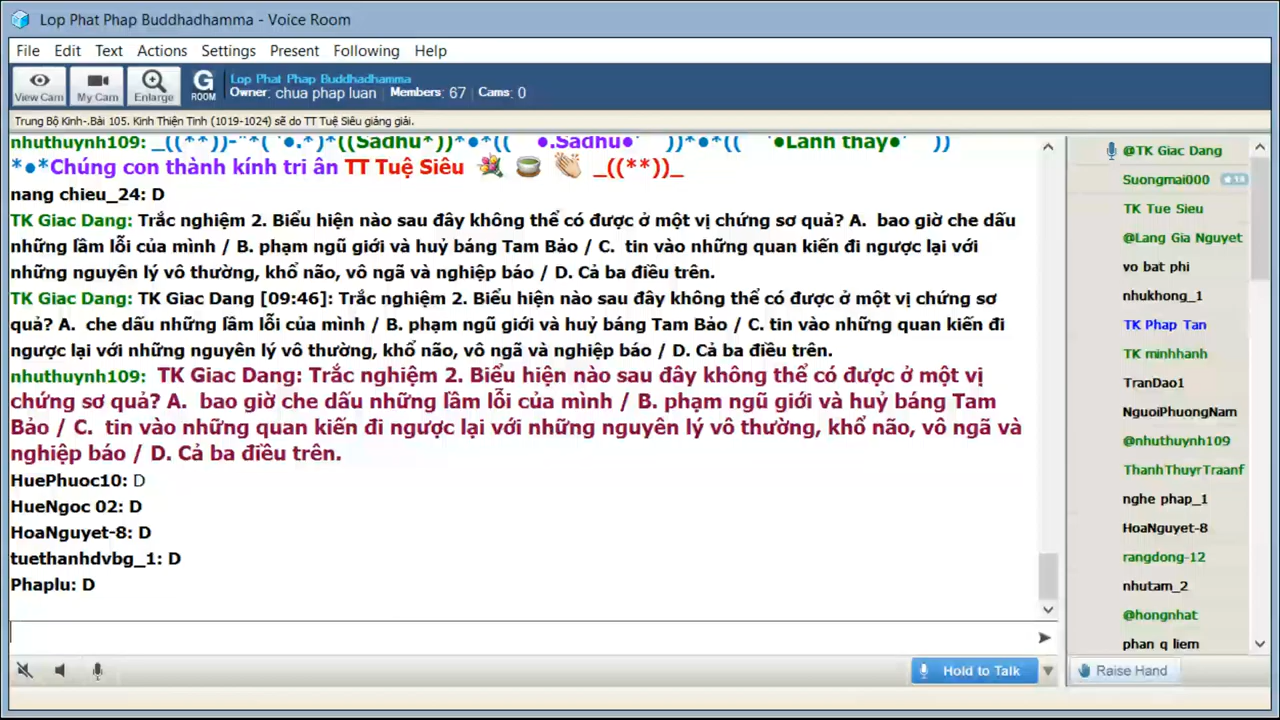 Lop Phat Phap Buddhadhamma - Voice Room
File Edit Text Actions Settings Present Following Help
View Cam My Cam Enlarge G ROOM
Lop Phat Phap Buddhadhamma
Owner: chua phap luan Members: 67 Cams: 0
Trung Bộ Kinh-.Bài 105. Kinh Thiện Tinh (1019-1024) sẽ do TT Tuệ Siêu giảng giải.
nhuthuynh109: _((**))-*•*( `●.*)*((Sadhu*))*●*(( `●.Sadhu●' ))*●*(( `●Lành thay●' ))
*●*Chúng con thành kính tri ân TT Tuệ Siêu 💐 🍵 👏 _((**))_
nang chieu_24: D
TK Giac Dang: Trắc nghiệm 2. Biểu hiện nào sau đây không thể có được ở một vị chứng sơ quả? A. bao giờ che dấu
những lầm lỗi của mình / B. phạm ngũ giới và huỷ báng Tam Bảo / C. tin vào những quan kiến đi ngược lại với
những nguyên lý vô thường, khổ não, vô ngã và nghiệp báo / D. Cả ba điều trên.
TK Giac Dang: TK Giac Dang [09:46]: Trắc nghiệm 2. Biểu hiện nào sau đây không thể có được ở một vị chứng sơ
quả? A. che dấu những lầm lỗi của mình / B. phạm ngũ giới và huỷ báng Tam Bảo / C. tin vào những quan kiến đi
ngược lại với những nguyên lý vô thường, khổ não, vô ngã và nghiệp báo / D. Cả ba điều trên.
nhuthuynh109: TK Giac Dang: Trắc nghiệm 2. Biểu hiện nào sau đây không thể có được ở một vị
chứng sơ quả? A. bao giờ che dấu những lầm lỗi của mình / B. phạm ngũ giới và huỷ báng Tam
Bảo / C. tin vào những quan kiến đi ngược lại với những nguyên lý vô thường, khổ não, vô ngã và
nghiệp báo / D. Cả ba điều trên.
HuePhuoc10: D
HueNgoc 02: D
HoaNguyet-8: D
tuethanhdvbg_1: D
Phaplu: D
@TK Giac Dang
Suongmai000
TK Tue Sieu
@Lang Gia Nguyet
vo bat phi
nhukhong_1
TK Phap Tan
TK minhhanh
TranDao1
NguoiPhuongNam
@nhuthuynh109
ThanhThuyrTraanf
nghe phap_1
HoaNguyet-8
rangdong-12
nhutam_2
@hongnhat
phan q liem
Hold to Talk
Raise Hand